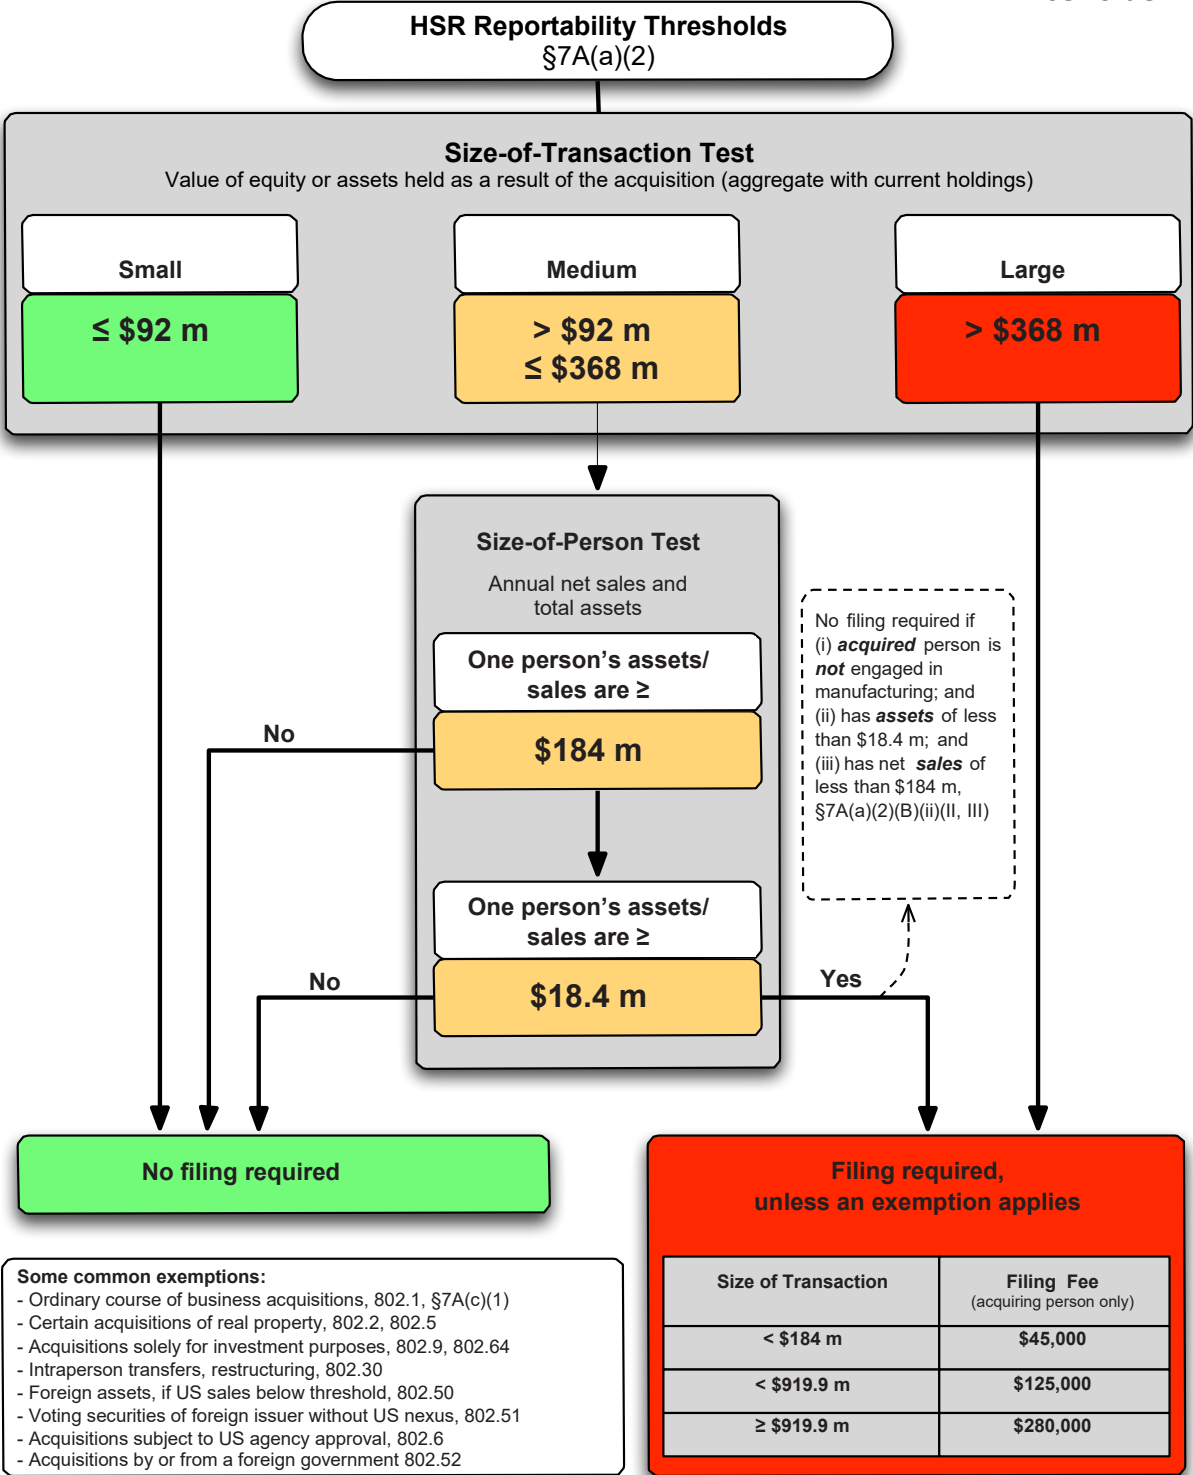 HSR Reportability Thresholds
§7A(a)(2)
Size-of-Transaction Test
Value of equity or assets held as a result of the acquisition (aggregate with current holdings)
Small
≤ $92 m
Medium
> $92 m
≤ $368 m
Large
> $368 m
Size-of-Person Test
Annual net sales and
total assets
One person’s assets/
sales are ≥
$184 m
No
One person’s assets/
sales are ≥
$18.4 m
No
Yes
No filing required if
(i) acquired person is
not engaged in
manufacturing; and
(ii) has assets of less
than $18.4 m; and
(iii) has net sales of
less than $184 m,
§7A(a)(2)(B)(ii)(II, III)
No filing required
Filing required,
unless an exemption applies
Size of Transaction
Filing Fee
(acquiring person only)
< $184 m
$45,000
< $919.9 m
$125,000
≥ $919.9 m
$280,000
Some common exemptions:
- Ordinary course of business acquisitions, 802.1, §7A(c)(1)
- Certain acquisitions of real property, 802.2, 802.5
- Acquisitions solely for investment purposes, 802.9, 802.64
- Intraperson transfers, restructuring, 802.30
- Foreign assets, if US sales below threshold, 802.50
- Voting securities of foreign issuer without US nexus, 802.51
- Acquisitions subject to US agency approval, 802.6
- Acquisitions by or from a foreign government 802.52